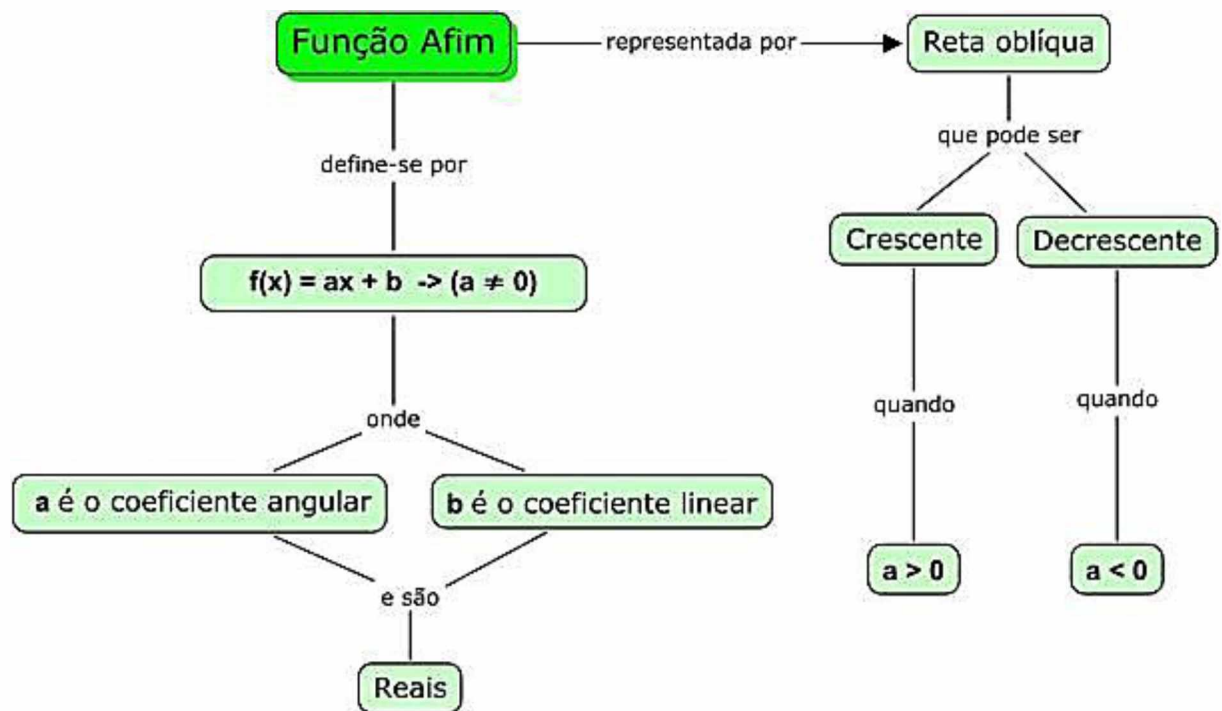 Função Afim
representada por
Reta oblíqua
que pode ser
define-se por
Crescente
Decrescente
f(x) = ax + b -> (a ≠ 0)
quando
quando
onde
a é o coeficiente angular
b é o coeficiente linear
a > 0
a < 0
e são
Reais